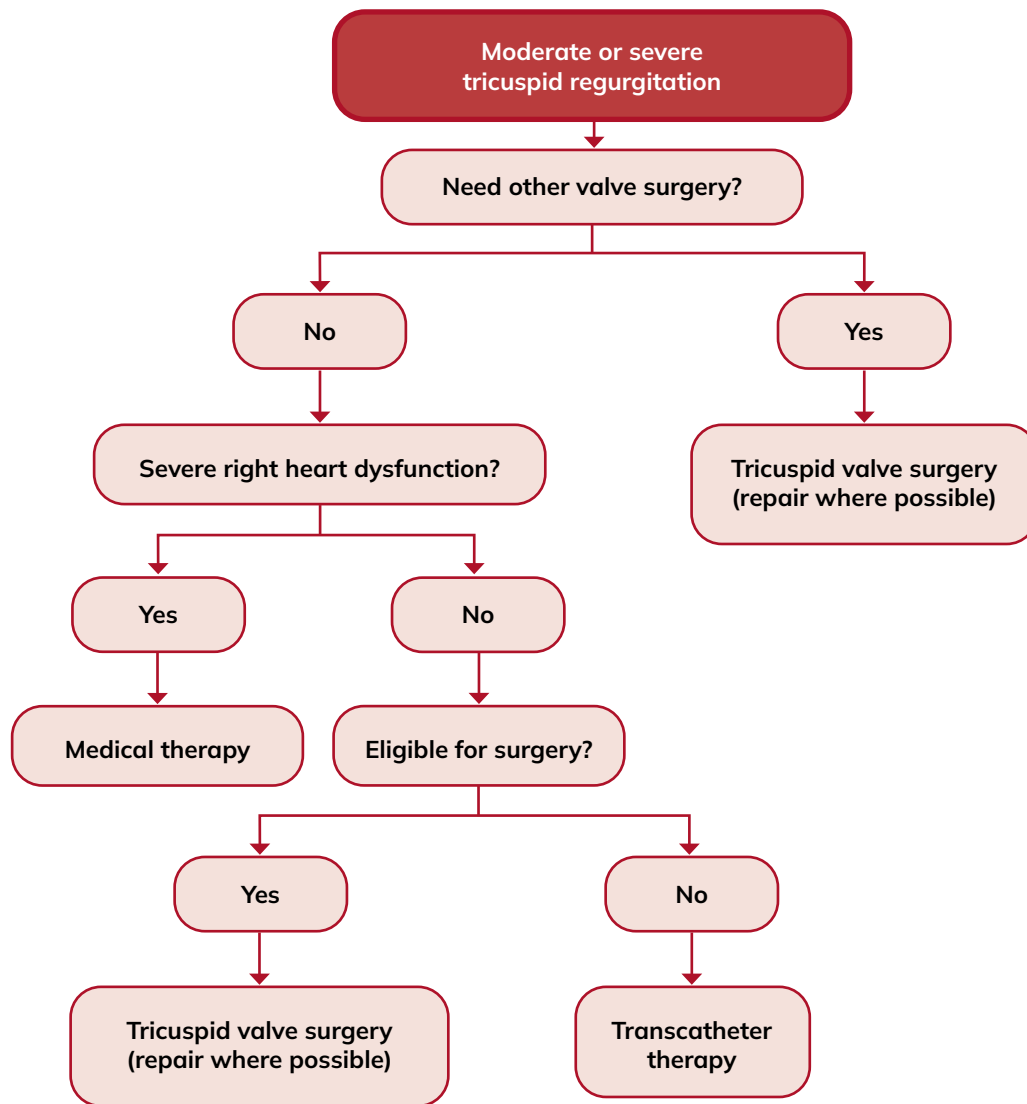 Moderate or severe
tricuspid regurgitation
Need other valve surgery?
No
Yes
Severe right heart dysfunction?
Tricuspid valve surgery
(repair where possible)
Yes
No
Medical therapy
Eligible for surgery?
Yes
No
Tricuspid valve surgery
(repair where possible)
Transcatheter
therapy